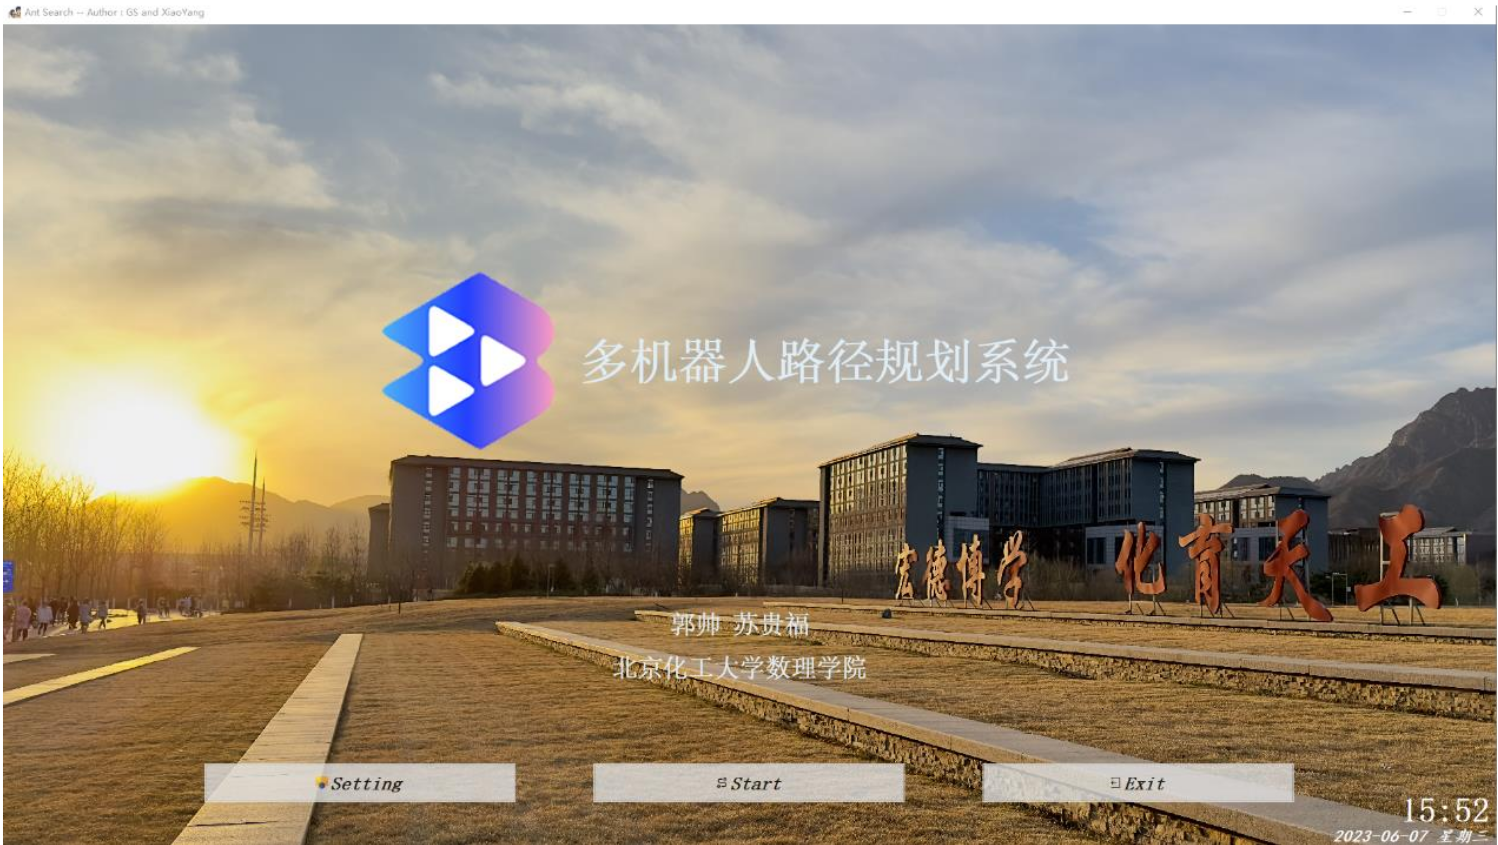 Ant Search -- Author : GS and XiaoYang
多机器人路径规划系统
宏德博学 化育天工
郭帅 苏贵福
北京化工大学数理学院
Setting
Start
Exit
15:52
2023-06-07 星期三